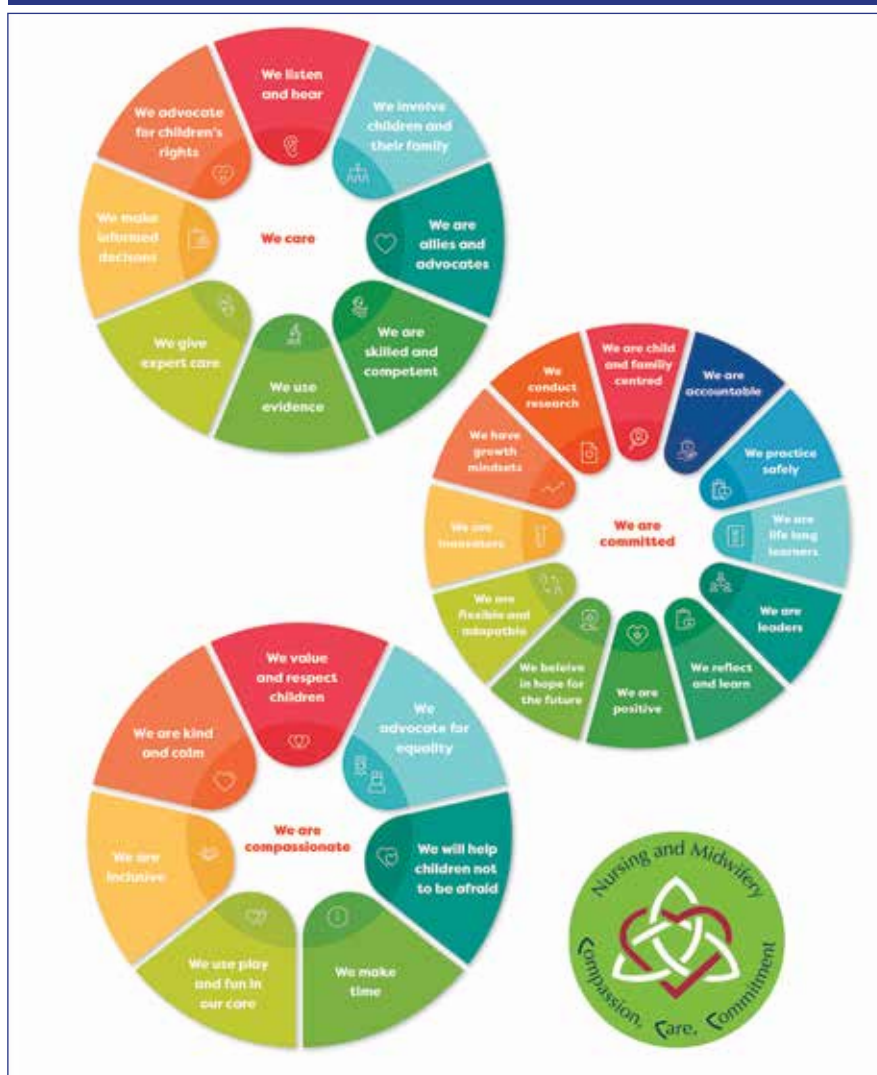 We listen
and hear
We involve
children and
their family
We are
allies and
advocates
We are
skilled and
competent
We use
evidence
We give
expert care
We make
informed
decisions
We advocate
for children's
rights
We care
We are child
and family
centred
We are
accountable
We practice
safely
We are
life long
learners
We are
leaders
We reflect
and learn
We are
positive
We beleive
in hope for
the future
We are
flexible and
adapatble
We are
innovators
We have
growth
mindsets
We
conduct
research
We are
committed
We value
and respect
children
We
advocate for
equality
We will help
children not
to be afraid
We make
time
We use play
and fun in
our care
We are
inclusive
We are kind
and calm
We are
compassionate
Nursing and Midwifery
Compassion, Care, Commitment